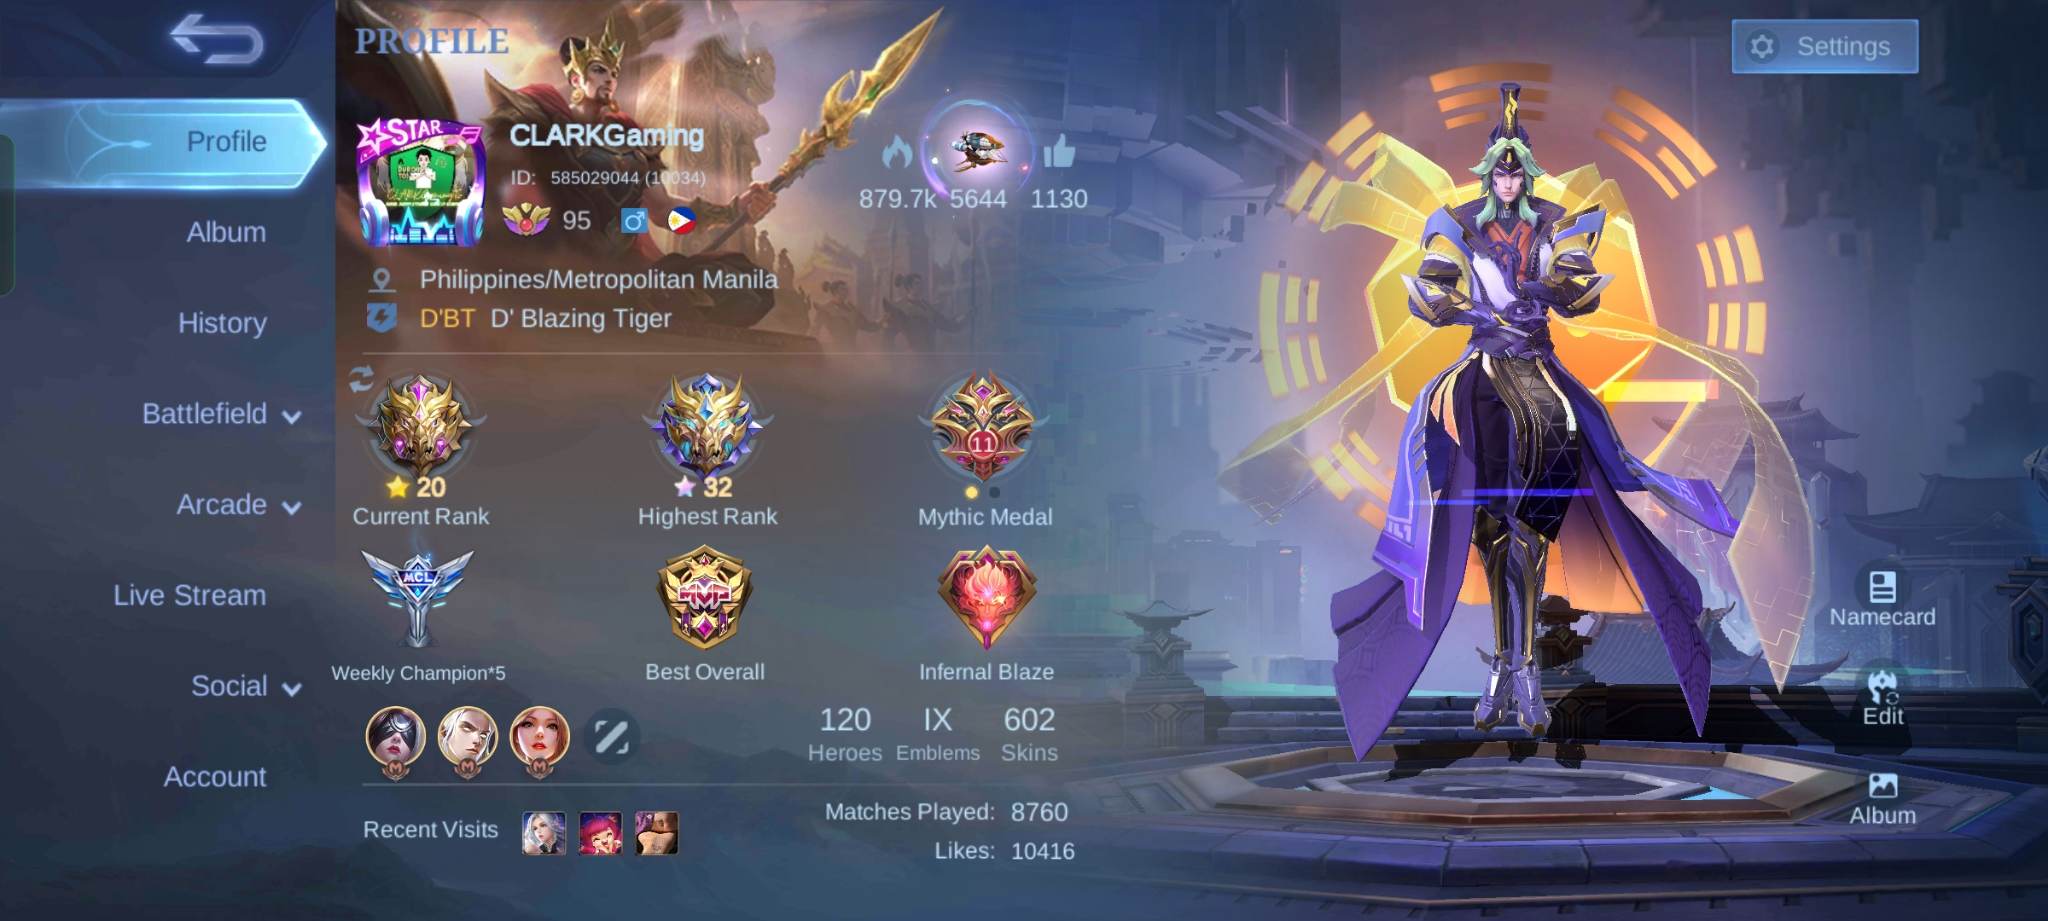 PROFILE
Settings
Profile
Album
History
Battlefield
Arcade
Live Stream
Social
Account
STAR
CLARKGaming
ID: 585029044 (10034)
95
879.7k 5644 1130
Philippines/Metropolitan Manila
D'BT D' Blazing Tiger
20
Current Rank
32
Highest Rank
11
Mythic Medal
MCL
Weekly Champion*5
MVP
Best Overall
Infernal Blaze
M M M
120 IX 602
Heroes Emblems Skins
Recent Visits
Matches Played: 8760
Likes: 10416
Namecard
Edit
Album